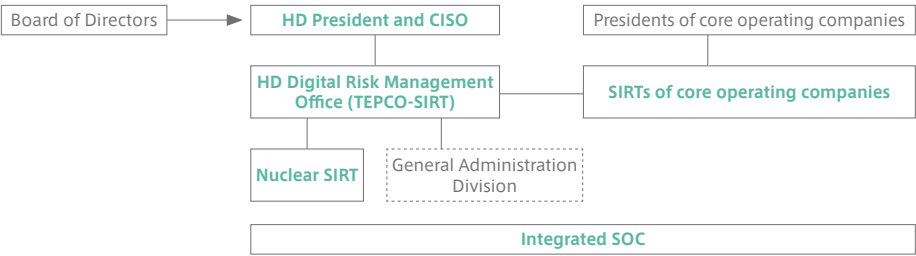 Board of Directors
HD President and CISO
Presidents of core operating companies
HD Digital Risk Management
Office (TEPCO-SIRT)
SIRTs of core operating companies
Nuclear SIRT
General Administration
Division
Integrated SOC